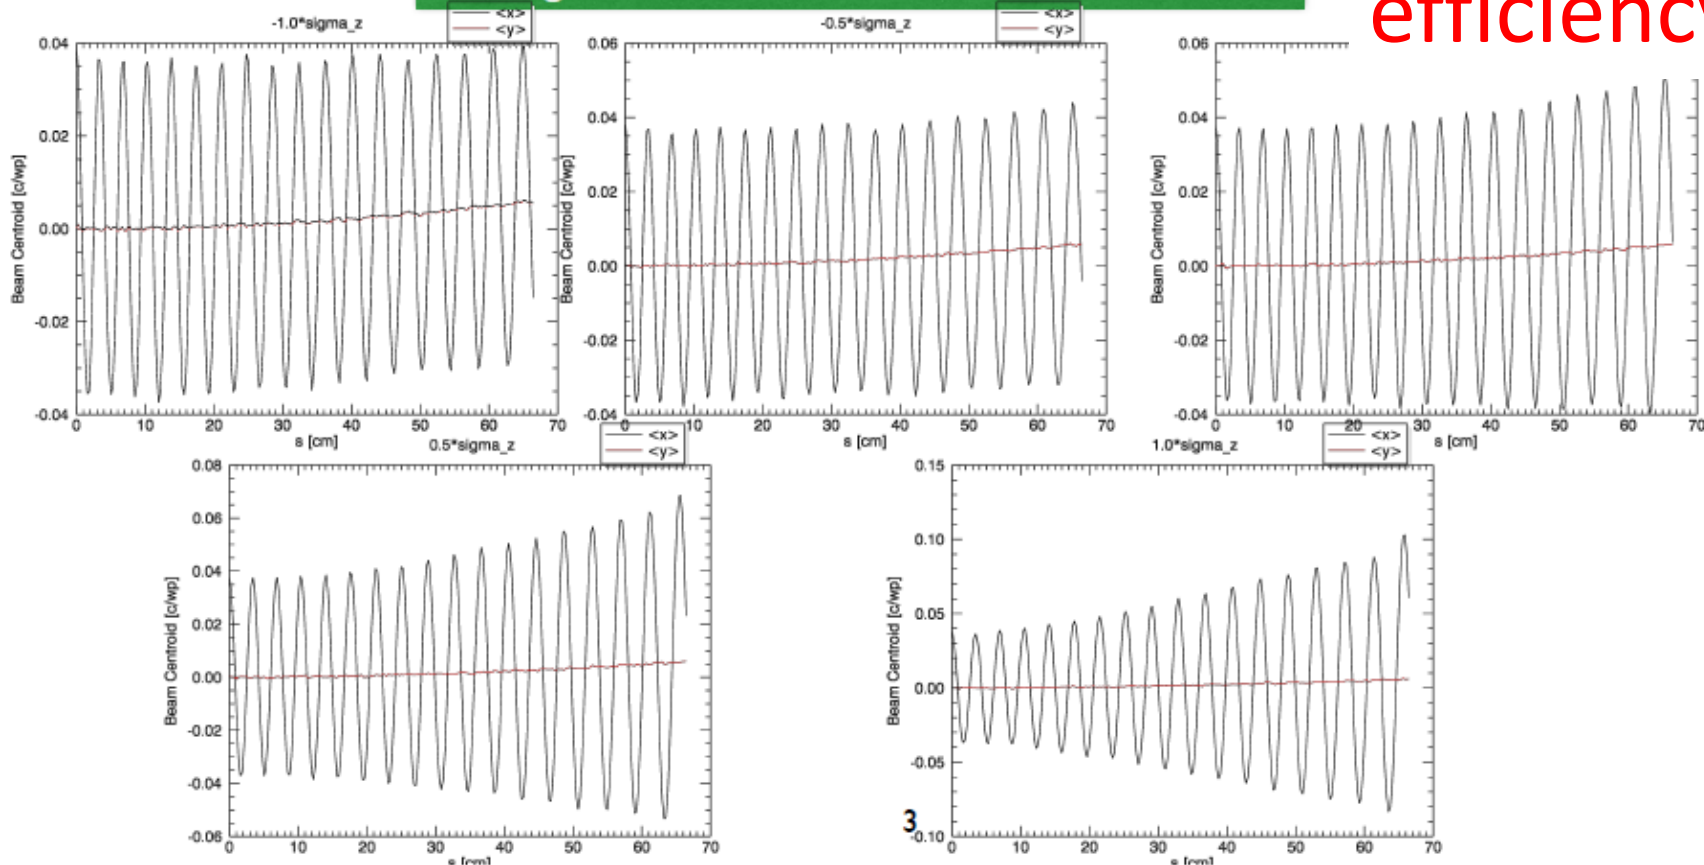 efficiency
-1.0*sigma_z
<x>
<y>
0.04
0.02
0.00
-0.02
-0.04
Beam Centroid [c/wp]
0 10 20 30 40 50 60 70
s [cm]
-0.5*sigma_z
<x>
<y>
0.06
0.04
0.02
0.00
-0.02
-0.04
Beam Centroid [c/wp]
0 10 20 30 40 50 60 70
s [cm]
0.06
0.04
0.02
0.00
-0.02
-0.04
Beam Centroid [c/wp]
0 10 20 30 40 50 60 70
s [cm]
0.5*sigma_z
<x>
<y>
0.08
0.06
0.04
0.02
0.00
-0.02
-0.04
-0.06
Beam Centroid [c/wp]
0 10 20 30 40 50 60 70
s [cm]
1.0*sigma_z
<x>
<y>
0.15
0.10
0.05
0.00
-0.05
-0.10
Beam Centroid [c/wp]
0 10 20 30 40 50 60 70
s [cm]
3